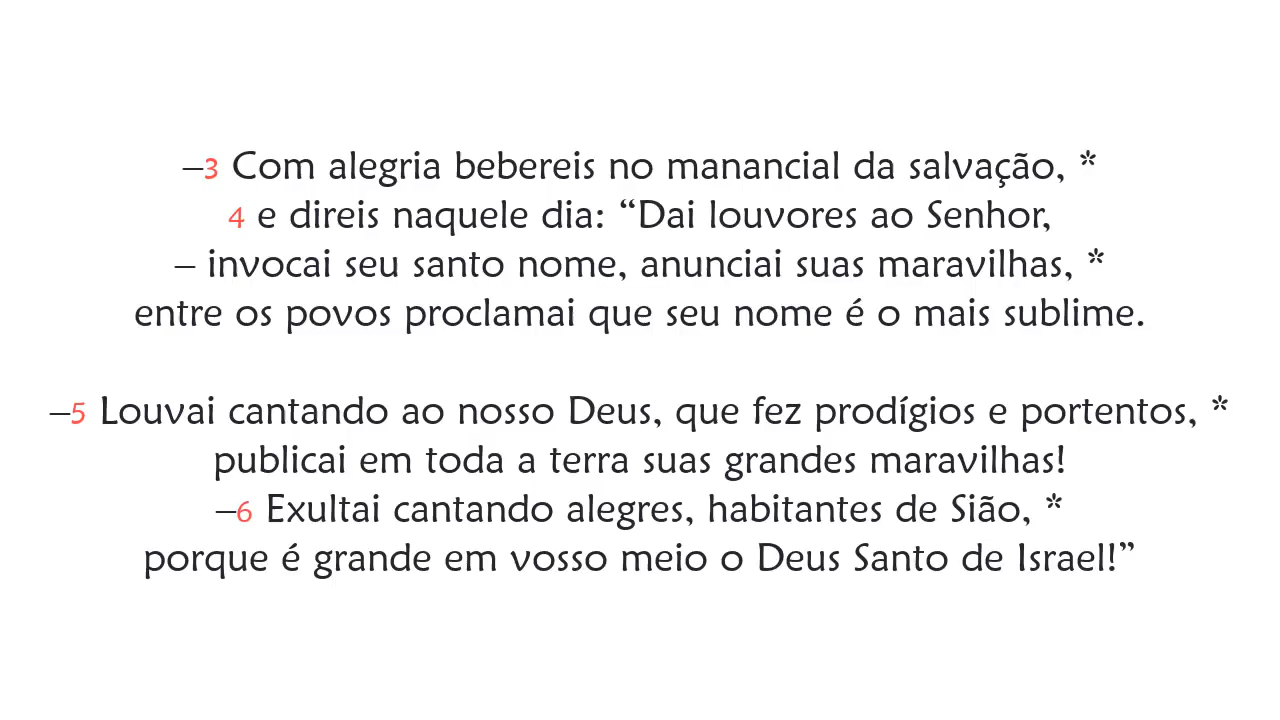 –3 Com alegria bebereis no manancial da salvação, *
4 e direis naquele dia: “Dai louvores ao Senhor,
– invocai seu santo nome, anunciai suas maravilhas, *
entre os povos proclamai que seu nome é o mais sublime.
–5 Louvai cantando ao nosso Deus, que fez prodígios e portentos, *
publicai em toda a terra suas grandes maravilhas!
–6 Exultai cantando alegres, habitantes de Sião, *
porque é grande em vosso meio o Deus Santo de Israel!”